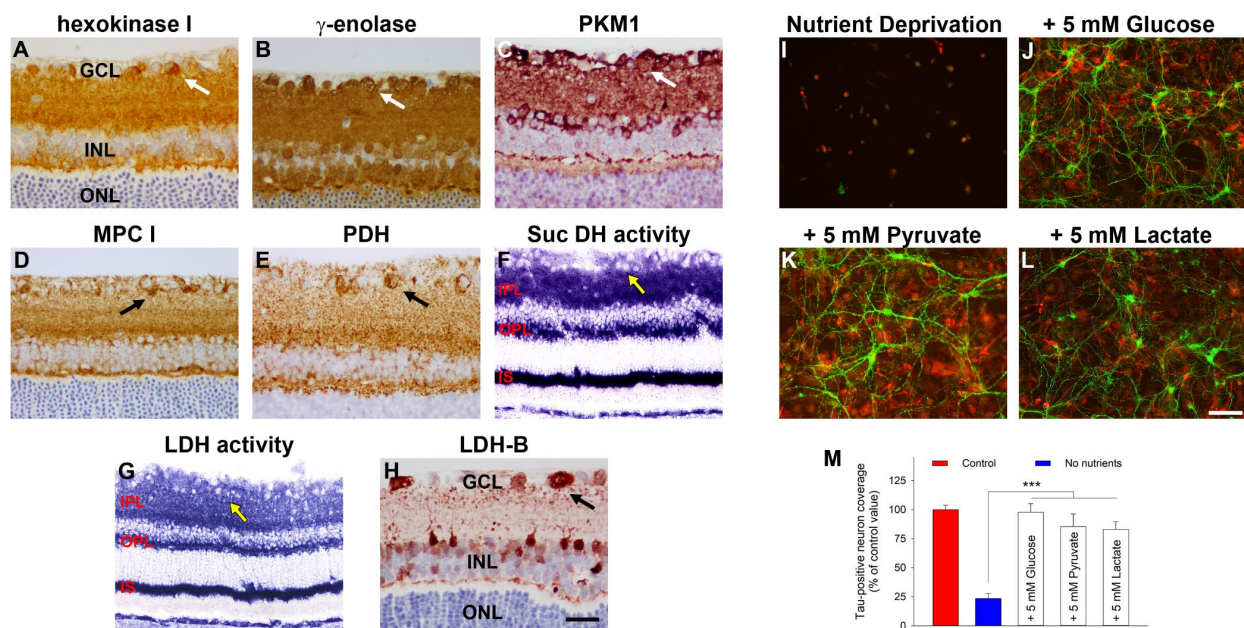 hexokinase I
γ-enolase
PKM1
Nutrient Deprivation
+ 5 mM Glucose
A
GCL
INL
ONL
B
C
I
J
MPC I
PDH
Suc DH activity
+ 5 mM Pyruvate
+ 5 mM Lactate
D
E
F
IPL
OPL
IS
K
L
LDH activity
LDH-B
G
IPL
OPL
IS
H
GCL
INL
ONL
M
Control
No nutrients
Tau-positive neuron coverage
(% of control value)
125
100
75
50
25
0
***
+ 5 mM Glucose
+ 5 mM Pyruvate
+ 5 mM Lactate